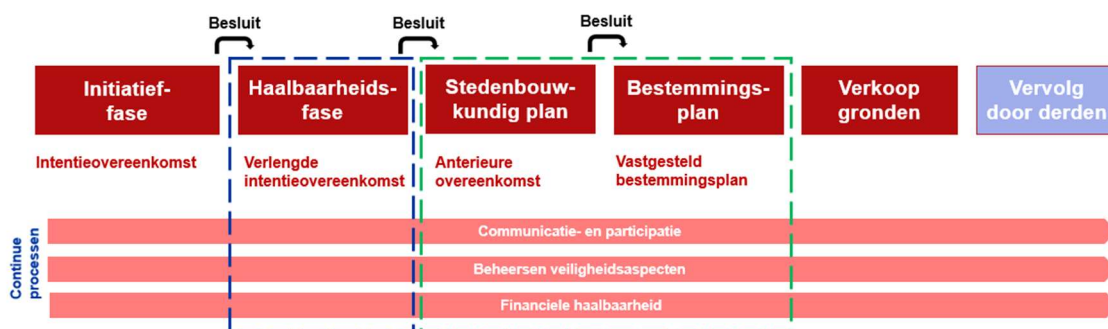 Besluit
Besluit
Besluit
Initiatief-
fase
Haalbaarheids-
fase
Stedenbouw-
kundig plan
Bestemmings-
plan
Verkoop
gronden
Vervolg
door derden
Intentieovereenkomst
Verlengde
intentieovereenkomst
Anterieure
overeenkomst
Vastgesteld
bestemmingsplan
Continue
processen
Communicatie- en participatie
Beheersen veiligheidsaspecten
Financiele haalbaarheid